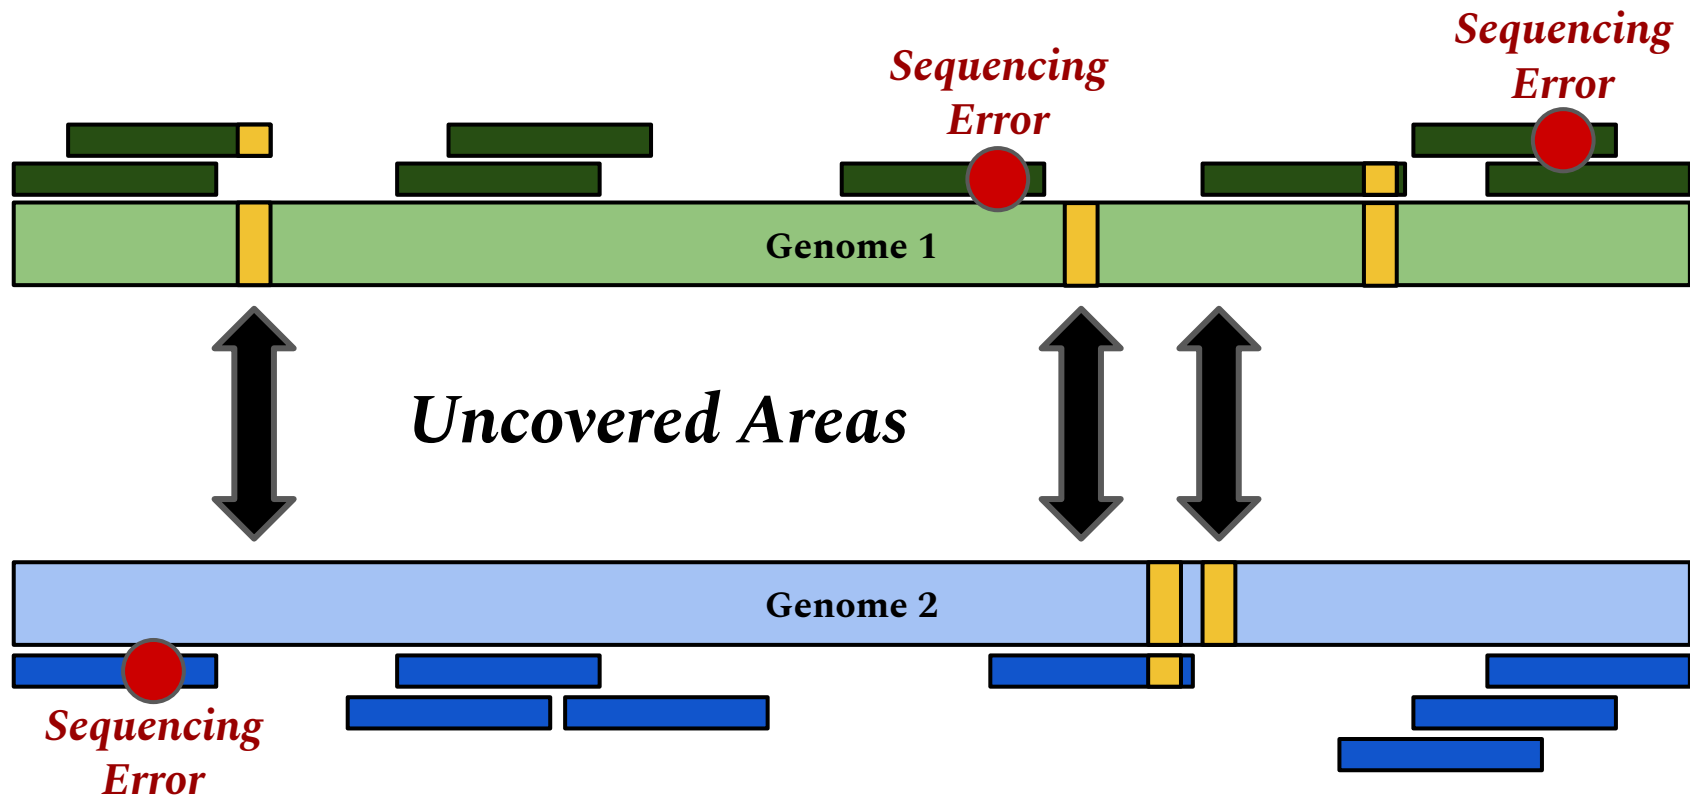 Sequencing
Error
Sequencing
Error
Genome 1
Uncovered Areas
Genome 2
Sequencing
Error